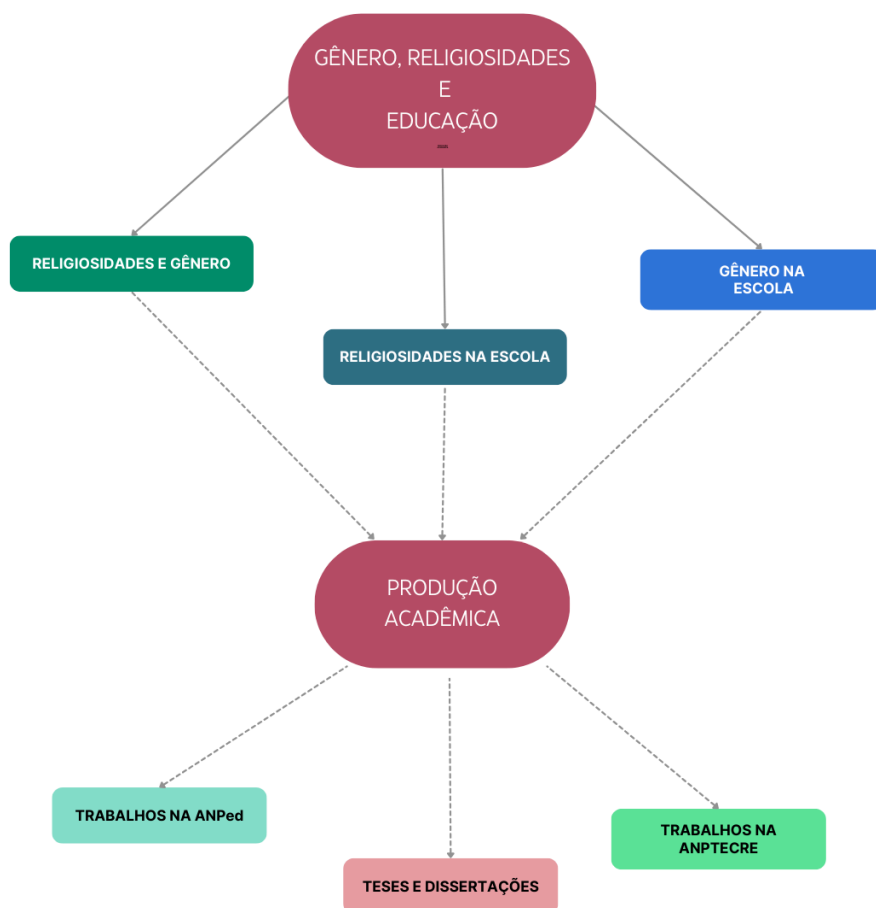 GÊNERO, RELIGIOSIDADES
E
EDUCAÇÃO
RELIGIOSIDADES E GÊNERO
GÊNERO NA
ESCOLA
RELIGIOSIDADES NA ESCOLA
PRODUÇÃO
ACADÊMICA
TRABALHOS NA ANPed
TRABALHOS NA
ANPTECRE
TESES E DISSERTAÇÕES